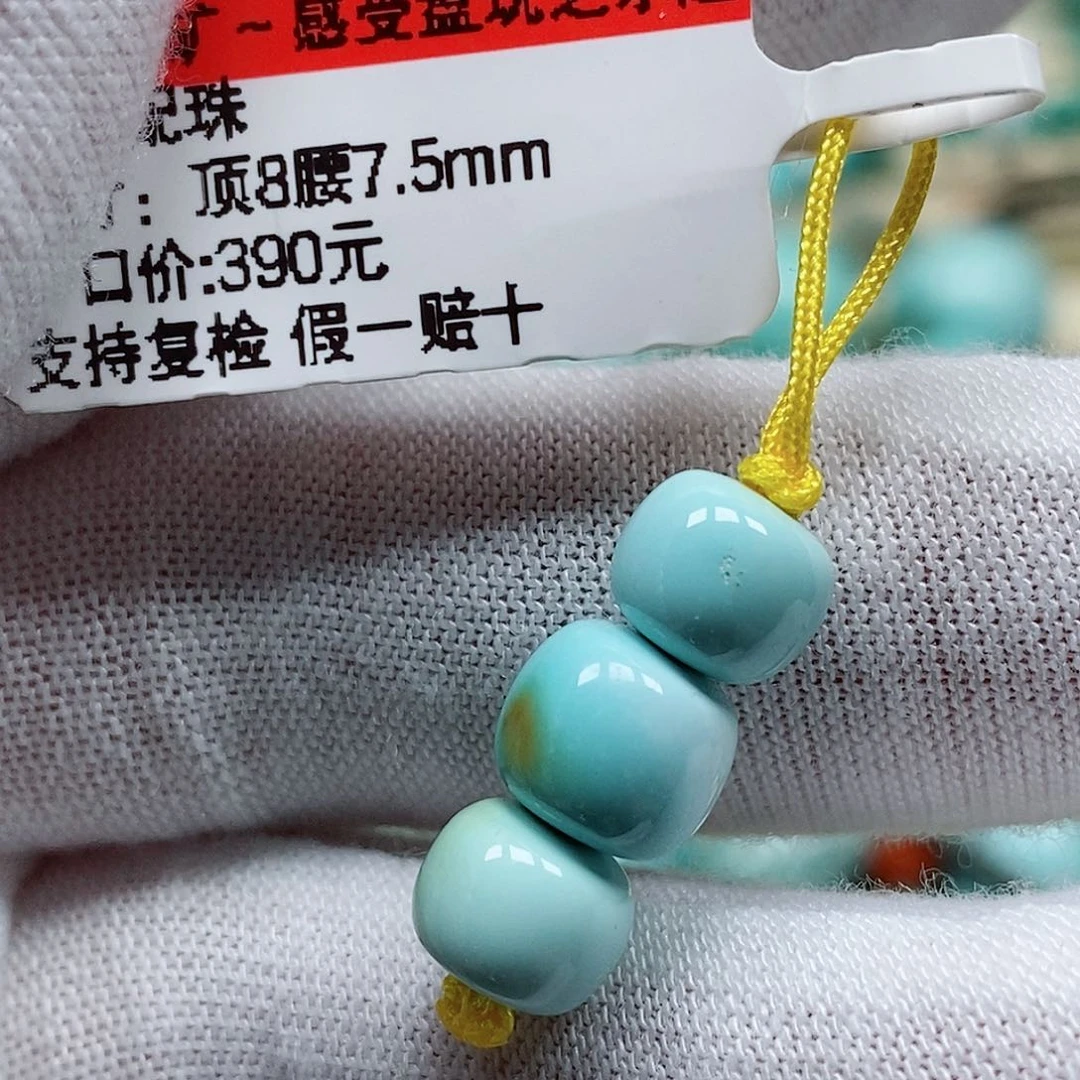 ~感受盘玩之
珠
：顶8腰7.5mm
口价:390元
支持复检 假一赔十